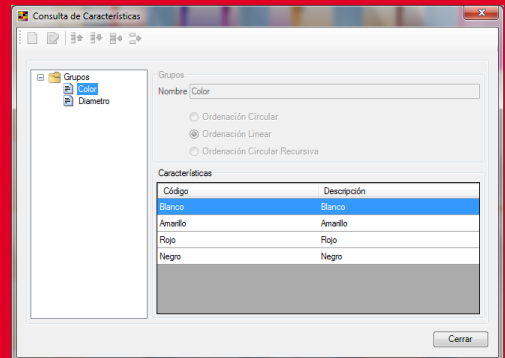 Consulta de Características
Grupos
Color
Diametro
Grupos
Nombre Color
Ordenación Circular
Ordenación Linear
Ordenación Circular Recursiva
Características
Código Descripción
Blanco Blanco
Amarillo Amarillo
Rojo Rojo
Negro Negro
Cerrar